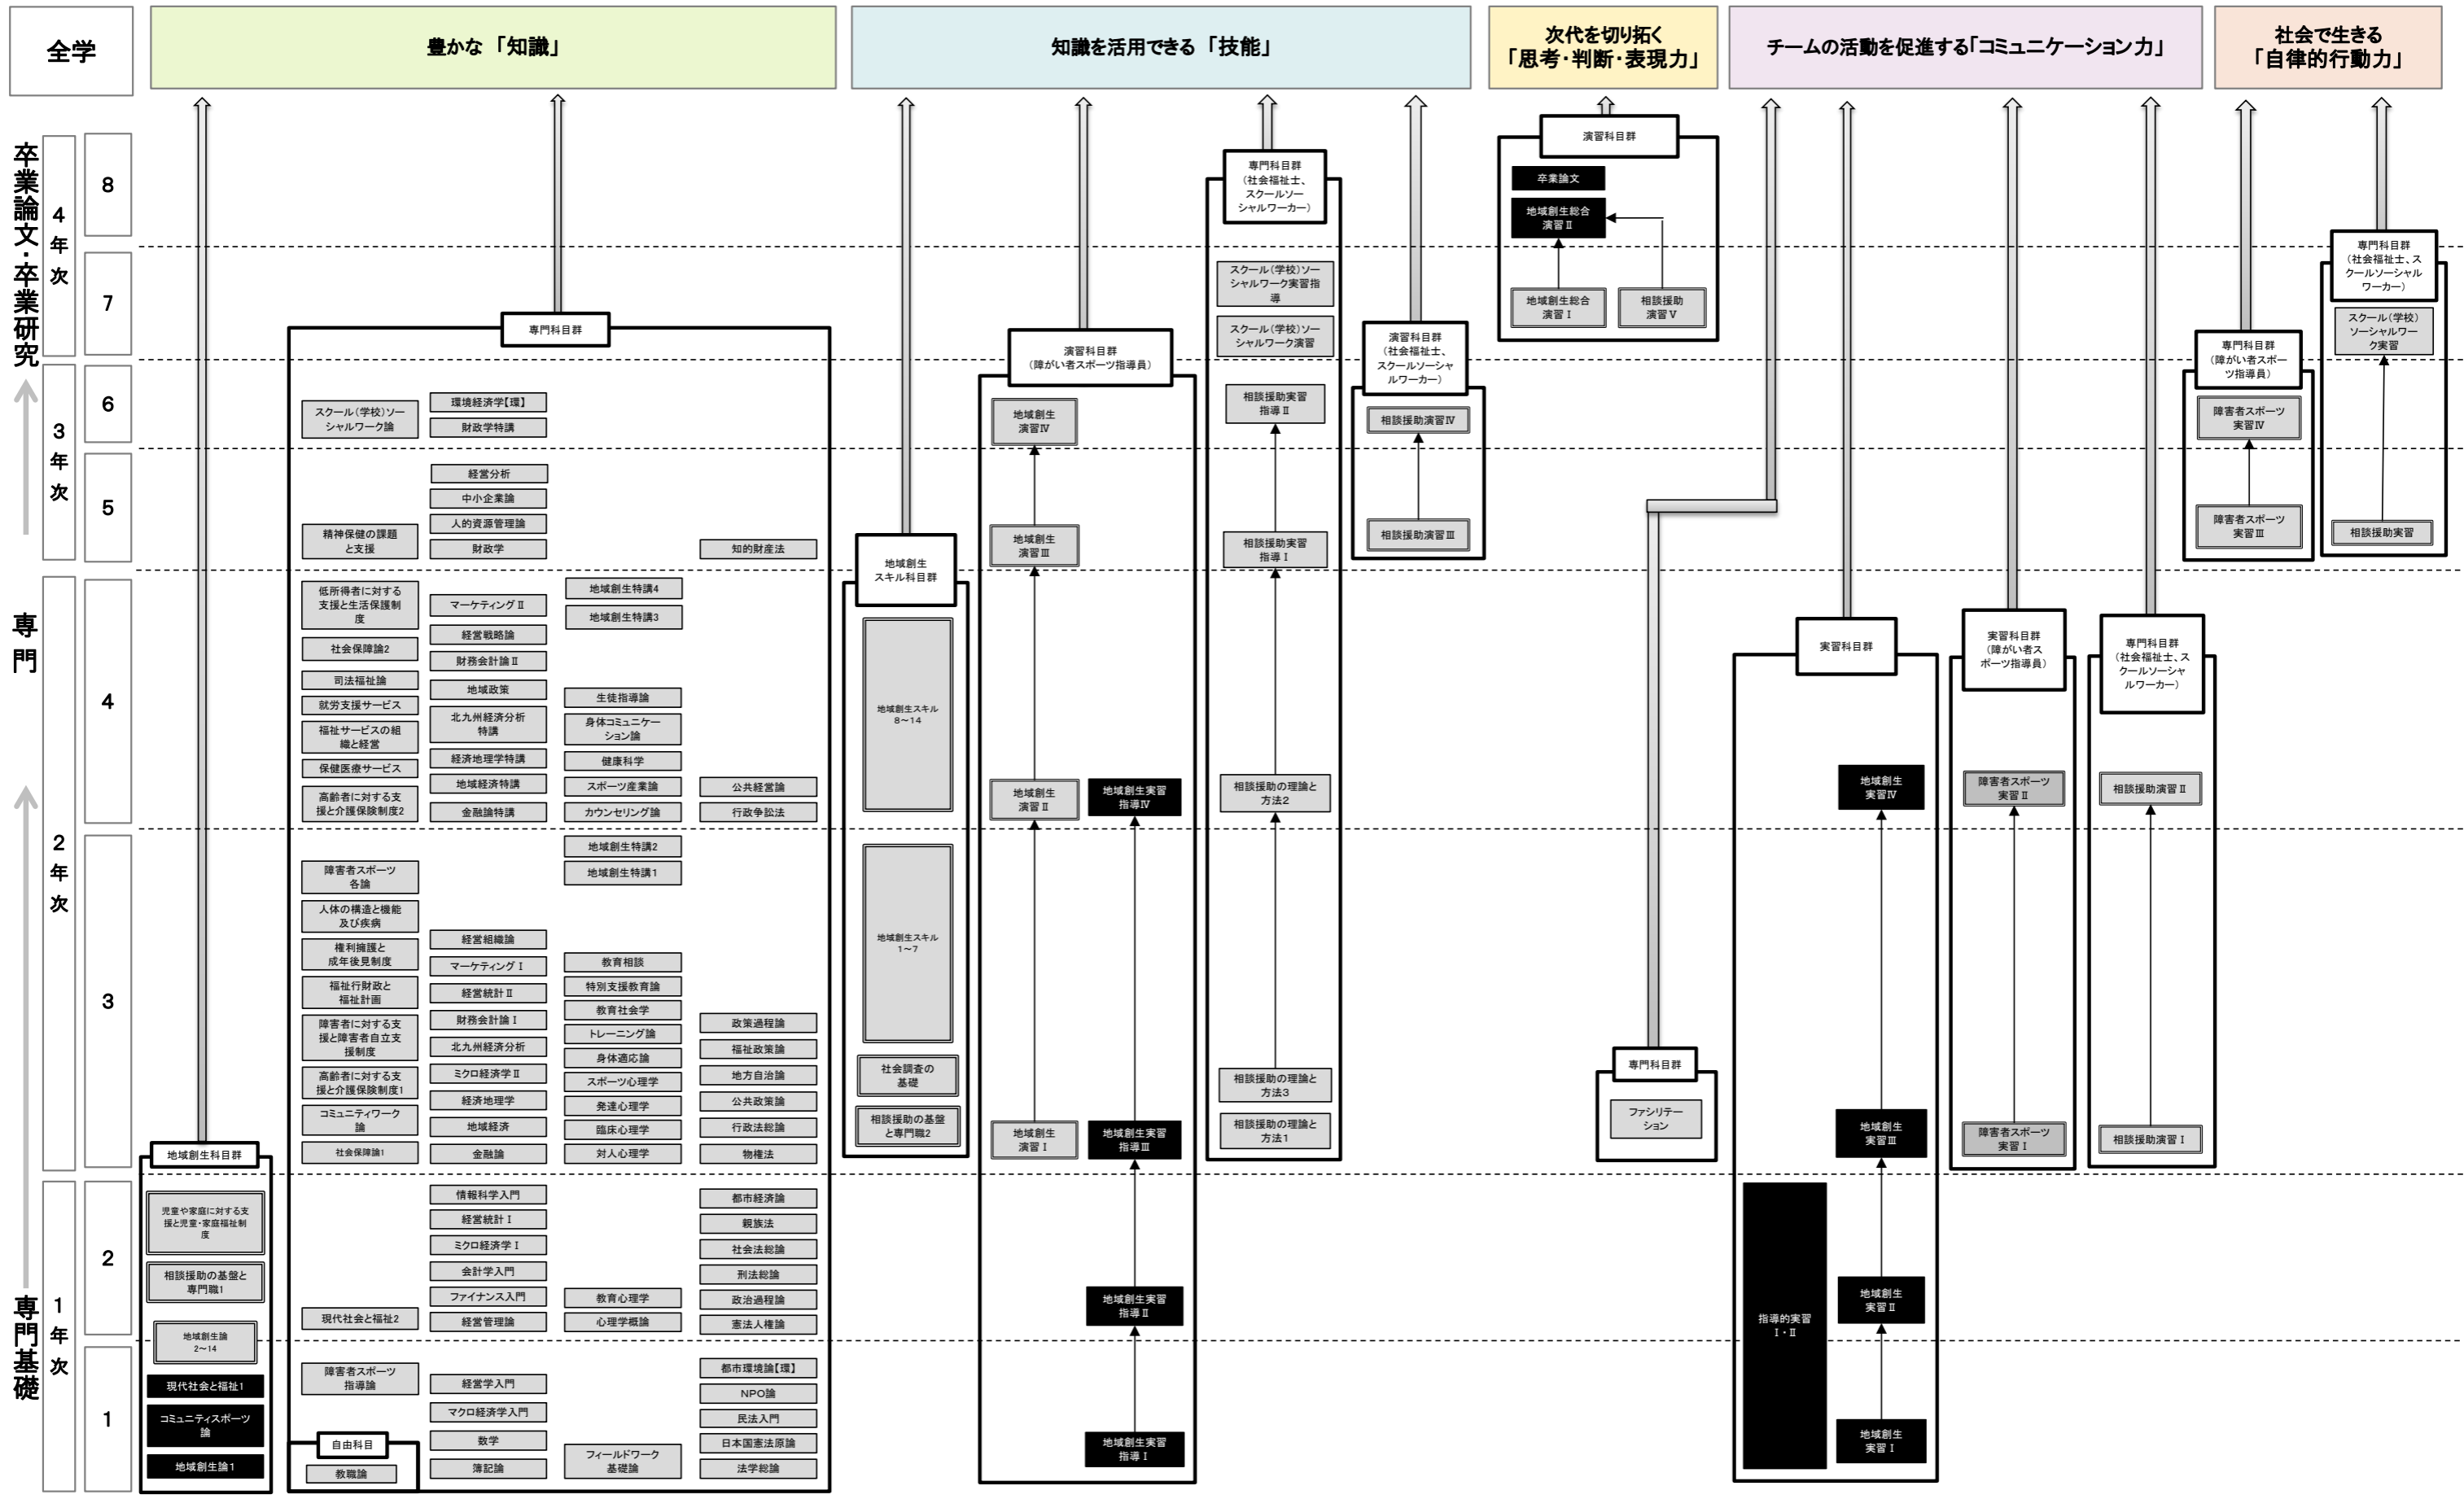 全学
豊かな「知識」
知識を活用できる「技能」
次代を切り拓く
「思考・判断・表現力」
チームの活動を促進する「コミュニケーション力」
社会で生きる
「自律的行動力」
卒業論文・卒業研究
専門
専門基礎
4年次
3年次
2年次
1年次
8
7
6
5
4
3
2
1
地域創生科目群
児童や家庭に対する支
援と児童・家庭福祉制
度
相談援助の基盤と
専門職1
地域創生論
2～14
現代社会と福祉1
コミュニティスポーツ
論
地域創生論1
専門科目群
スクール（学校）ソー
シャルワーク論
精神保健の課題
と支援
低所得者に対する
支援と生活保護制
度
社会保障論2
司法福祉論
就労支援サービス
福祉サービスの組
織と経営
保健医療サービス
高齢者に対する支
援と介護保険制度2
障害者スポーツ
各論
人体の構造と機能
及び疾病
権利擁護と
成年後見制度
福祉行財政と
福祉計画
障害者に対する支
援と障害者自立支
援制度
高齢者に対する支
援と介護保険制度1
コミュニティワーク
論
社会保障論1
現代社会と福祉2
障害者スポーツ
指導論
自由科目
教職論
環境経済学【環】
財政学特講
経営分析
中小企業論
人的資源管理論
財政学
マーケティングⅡ
経営戦略論
財務会計論Ⅱ
地域政策
北九州経済分析
特講
経済地理学特講
地域経済特講
金融論特講
経営組織論
マーケティングⅠ
経営統計Ⅱ
財務会計論Ⅰ
北九州経済分析
ミクロ経済学Ⅱ
経済地理学
地域経済
金融論
情報科学入門
経営統計Ⅰ
ミクロ経済学Ⅰ
会計学入門
ファイナンス入門
経営管理論
経営学入門
マクロ経済学入門
数学
簿記論
地域創生特講4
地域創生特講3
生徒指導論
身体コミュニケー
ション論
健康科学
スポーツ産業論
カウンセリング論
地域創生特講2
地域創生特講1
教育相談
特別支援教育論
教育社会学
トレーニング論
身体適応論
スポーツ心理学
発達心理学
臨床心理学
対人心理学
教育心理学
心理学概論
フィールドワーク
基礎論
知的財産法
公共経営論
行政争訟法
政策過程論
福祉政策論
地方自治論
公共政策論
行政法総論
物権法
都市経済論
親族法
社会法総論
刑法総論
政治過程論
憲法人権論
都市環境論【環】
NPO論
民法入門
日本国憲法原論
法学総論
地域創生
スキル科目群
地域創生スキル
8～14
地域創生スキル
1～7
社会調査の
基礎
相談援助の基盤
と専門職2
演習科目群
（障がい者スポーツ指導員）
地域創生
演習Ⅳ
地域創生
演習Ⅲ
地域創生
演習Ⅱ
地域創生
演習Ⅰ
地域創生実習
指導Ⅳ
地域創生実習
指導Ⅲ
地域創生実習
指導Ⅱ
地域創生実習
指導Ⅰ
専門科目群
（社会福祉士、
スクールソー
シャルワーカー）
スクール（学校）ソー
シャルワーク実習指
導
スクール（学校）ソー
シャルワーク演習
相談援助実習
指導Ⅱ
相談援助実習
指導Ⅰ
相談援助の理論と
方法2
相談援助の理論と
方法3
相談援助の理論と
方法1
演習科目群
（社会福祉士、
スクールソーシャ
ルワーカー）
相談援助演習Ⅳ
相談援助演習Ⅲ
演習科目群
卒業論文
地域創生総合
演習Ⅱ
地域創生総合
演習Ⅰ
相談援助
演習Ⅴ
専門科目群
ファシリテー
ション
実習科目群
地域創生
実習Ⅳ
地域創生
実習Ⅲ
地域創生
実習Ⅱ
地域創生
実習Ⅰ
指導的実習
Ⅰ・Ⅱ
実習科目群
（障がい者ス
ポーツ指導員）
障害者スポーツ
実習Ⅱ
障害者スポーツ
実習Ⅰ
専門科目群
（社会福祉士、ス
クールソーシャ
ルワーカー）
相談援助演習Ⅱ
相談援助演習Ⅰ
専門科目群
（障がい者スポー
ツ指導員）
障害者スポーツ
実習Ⅳ
障害者スポーツ
実習Ⅲ
専門科目群
（社会福祉士、ス
クールソーシャル
ワーカー）
スクール（学校）
ソーシャルワー
ク実習
相談援助実習